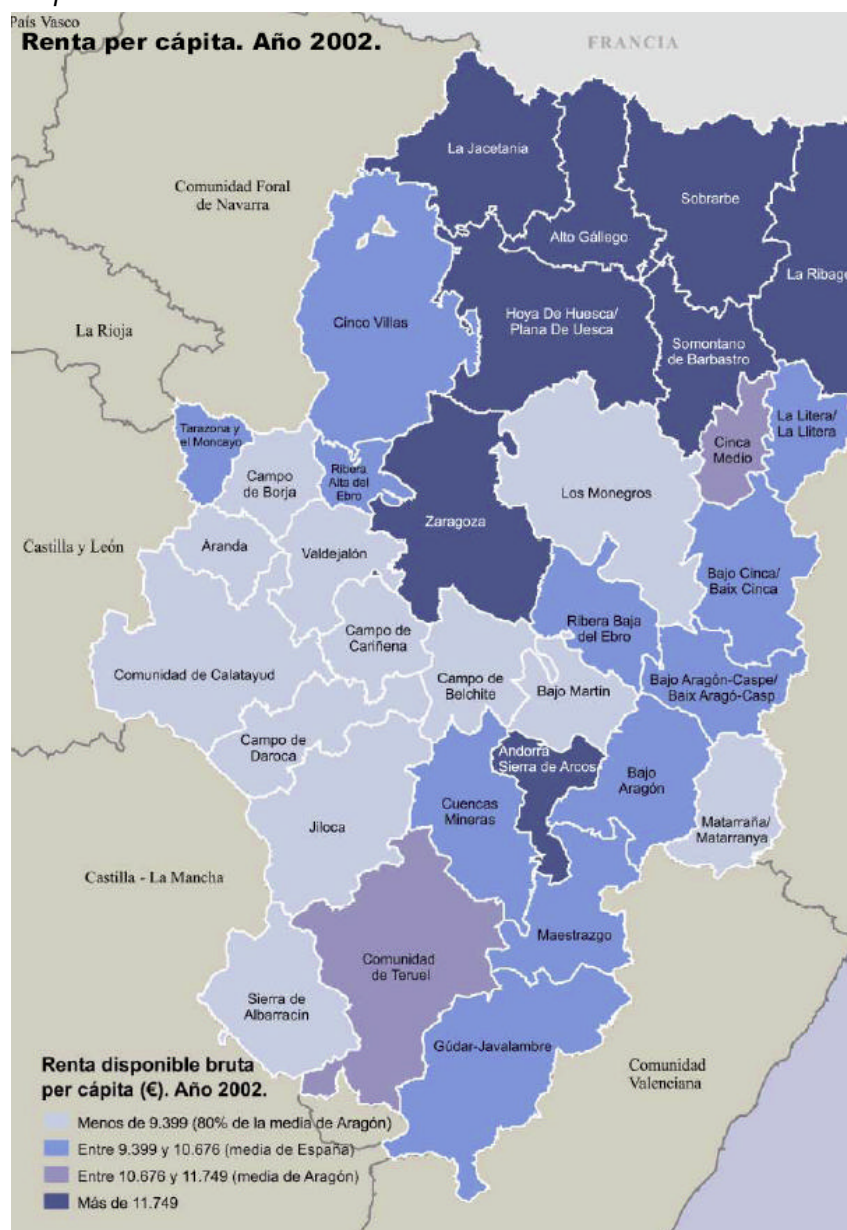 País Vasco
Renta per cápita. Año 2002.
FRANCIA
La Jacetania
Comunidad Foral
de Navarra
Sobrarbe
Alto Gállego
La Ribago
Hoya De Huesca/
Plana De Uesca
Cinco Villas
La Rioja
Somontano
de Barbastro
Tarazona y
el Moncayo
La Litera/
La Llitera
Cinca
Medio
Campo
de Borja
Ribera
Alta del
Ebro
Los Monegros
Zaragoza
Castilla y León
Aranda
Valdejalón
Bajo Cinca/
Baix Cinca
Campo de
Cariñena
Ribera Baja
del Ebro
Comunidad de Calatayud
Campo de
Belchite
Bajo Martín
Bajo Aragón-Caspe/
Baix Aragó-Casp
Campo de
Daroca
Andorra
Sierra de Arcos
Bajo
Aragón
Cuencas
Mineras
Jiloca
Matarraña/
Matarranya
Castilla - La Mancha
Maestrazgo
Comunidad
de Teruel
Sierra de
Albarracín
Gúdar-Javalambre
Comunidad
Valenciana
Renta disponible bruta
per cápita (€). Año 2002.
Menos de 9.399 (80% de la media de Aragón)
Entre 9.399 y 10.676 (media de España)
Entre 10.676 y 11.749 (media de Aragón)
Más de 11.749